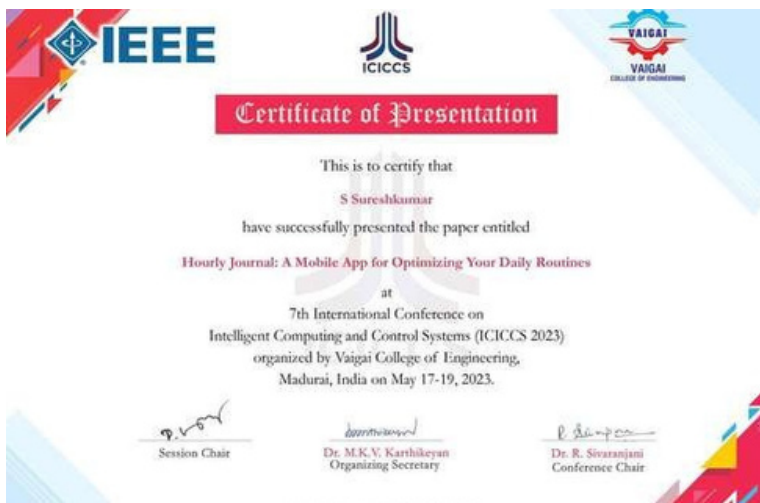 IEEE
ICICCS
VAIGAI
VAIGAI
COLLEGE OF ENGINEERING
Certificate of Presentation
This is to certify that
S Sureshkumar
have successfully presented the paper entitled
Hourly Journal: A Mobile App for Optimizing Your Daily Routines
at
7th International Conference on
Intelligent Computing and Control Systems (ICICCS 2023)
organized by Vaigai College of Engineering,
Madurai, India on May 17-19, 2023.
Session Chair
Dr. M.K.V. Karthikeyan
Organizing Secretary
Dr. R. Sivaranjani
Conference Chair